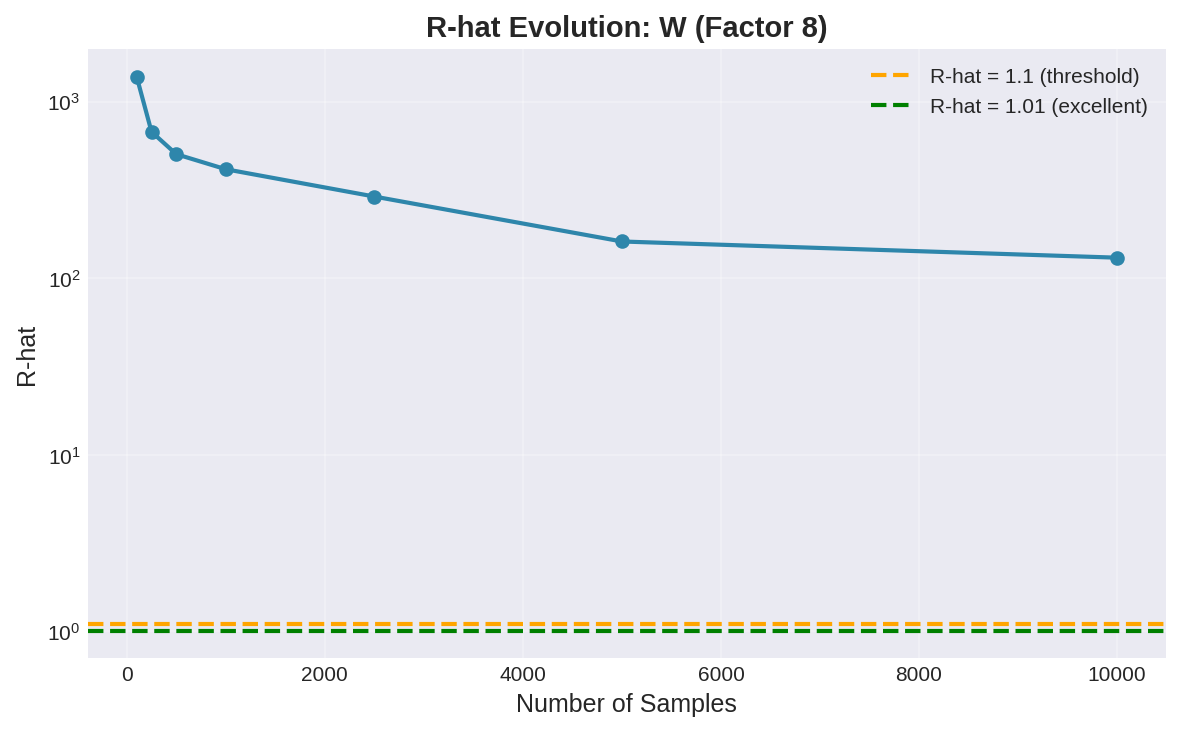 R-hat Evolution: W (Factor 8)
R-hat = 1.1 (threshold)
R-hat = 1.01 (excellent)
10³
10²
10¹
10⁰
R-hat
0 2000 4000 6000 8000 10000
Number of Samples